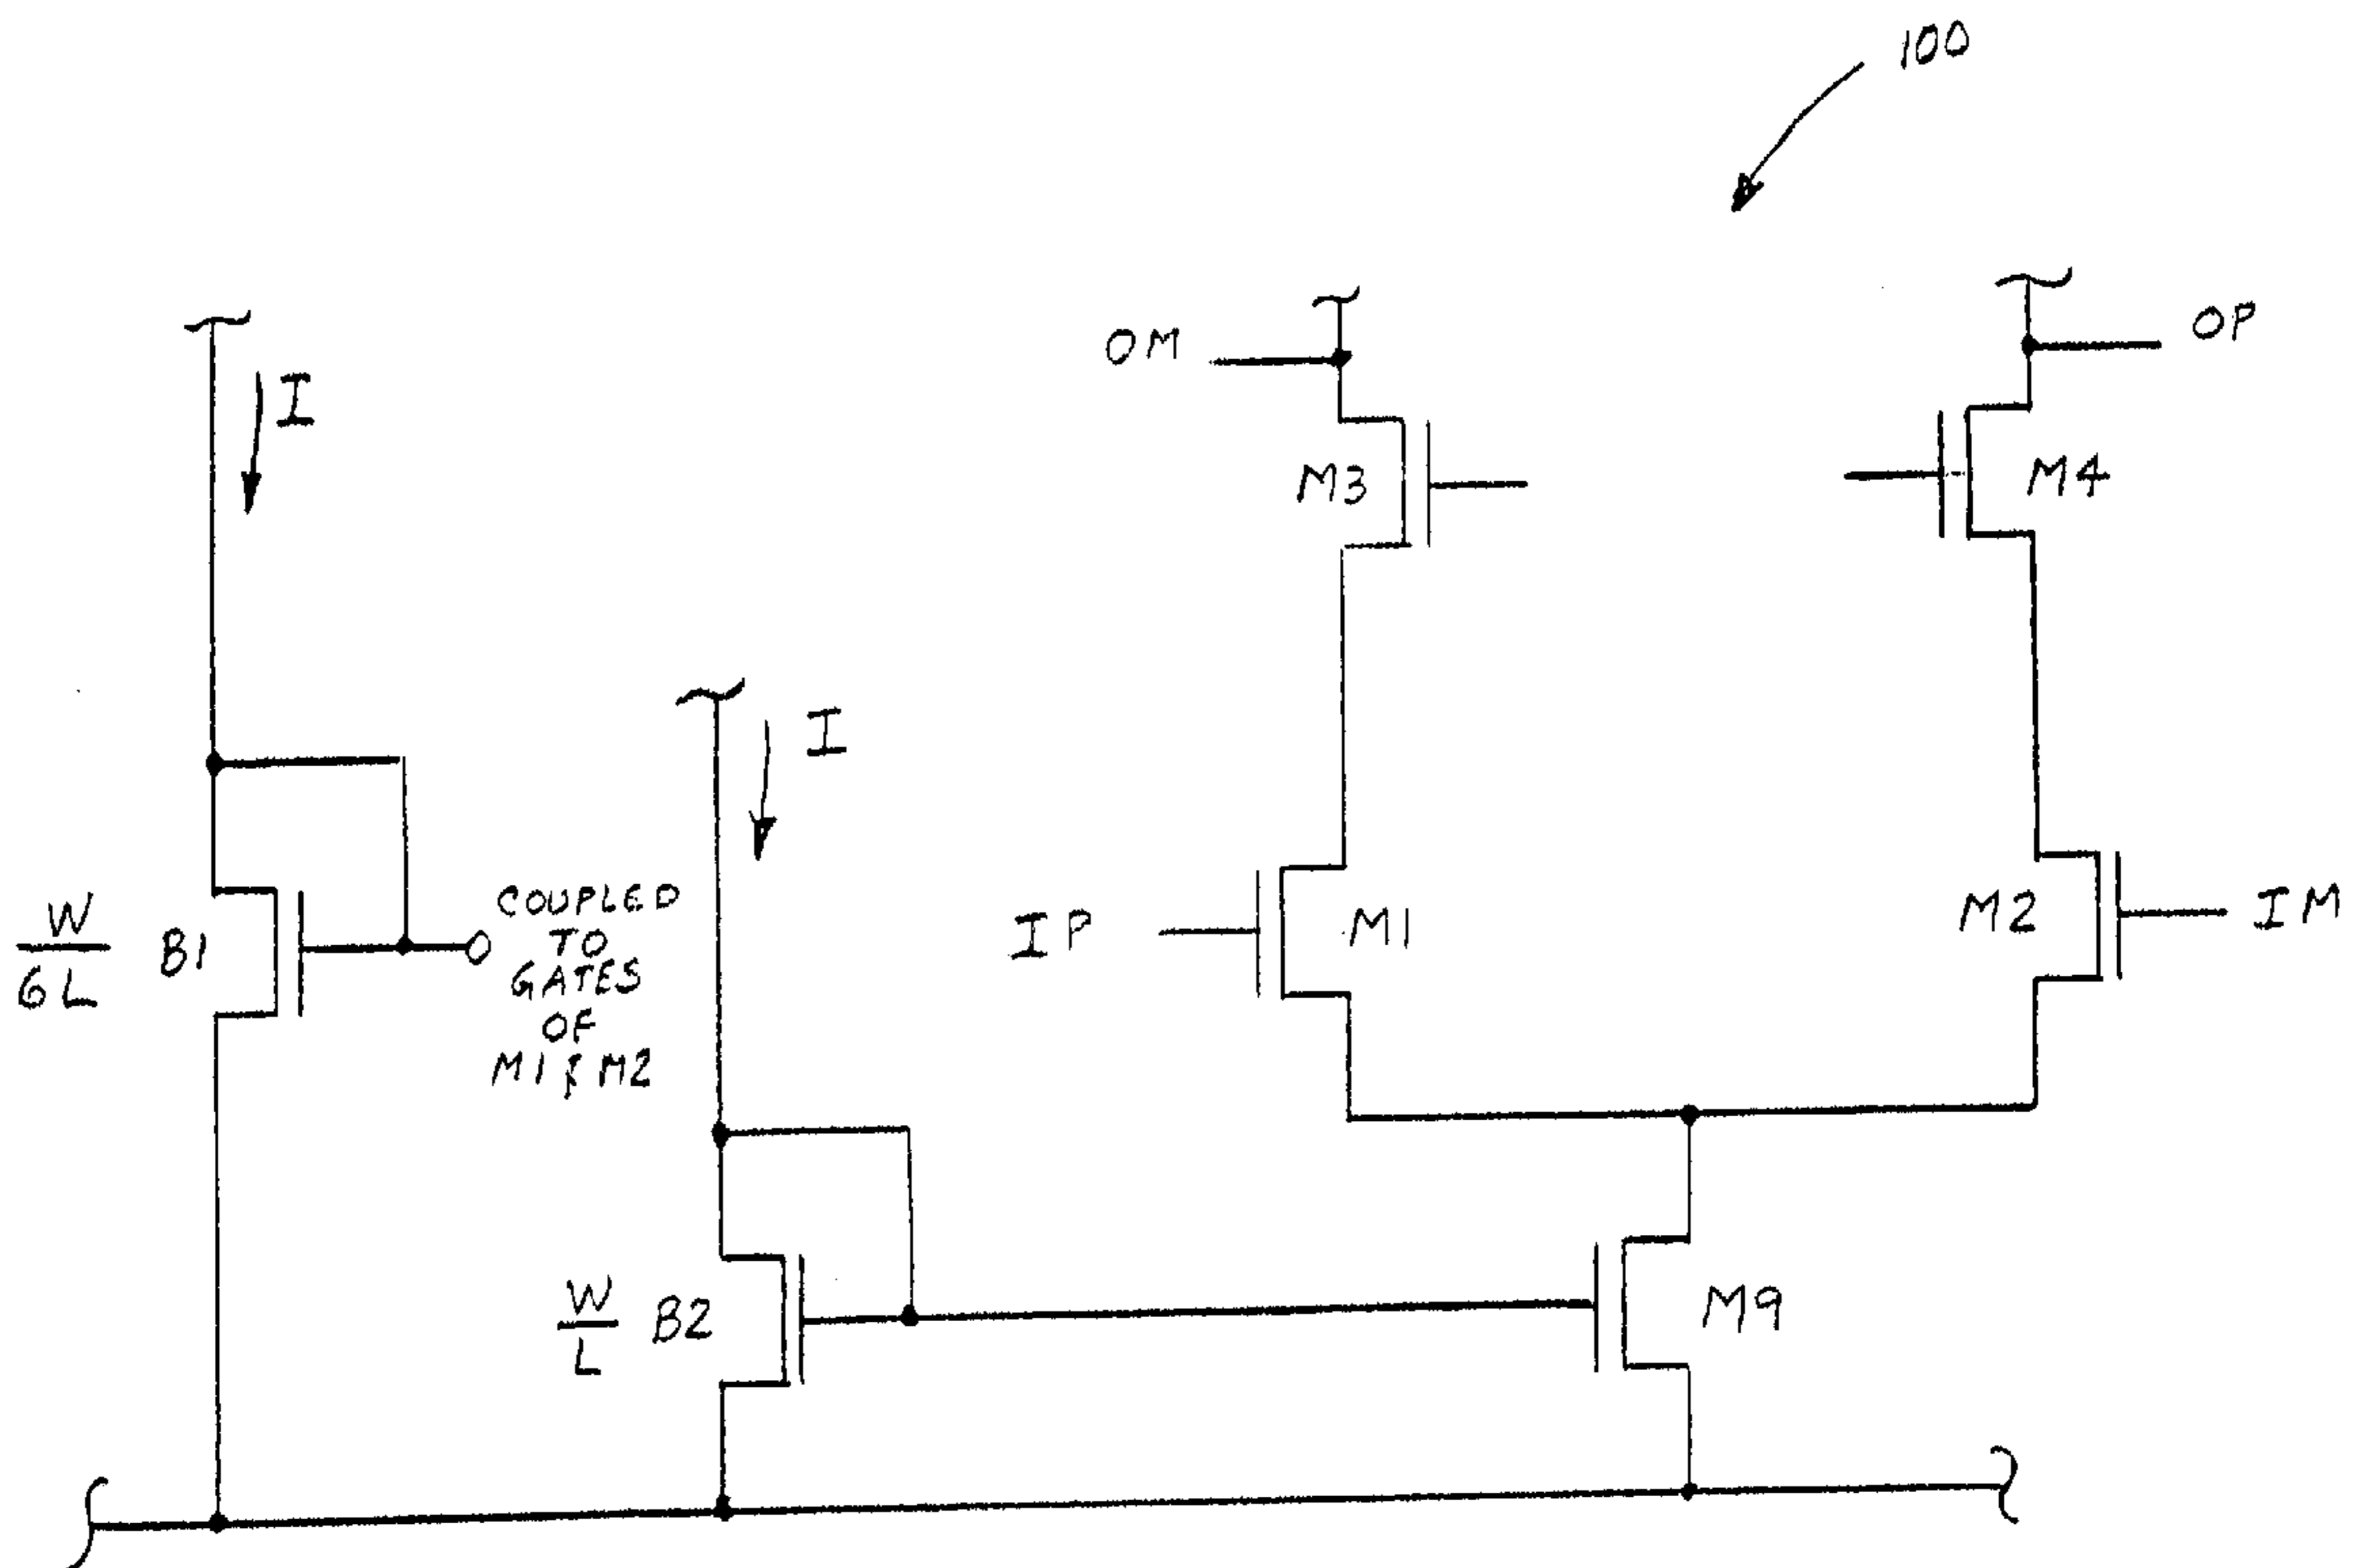 100
I
OM
OP
M3
M4
I
W
6L
B1
COUPLED
TO
GATES
OF
M1 & M2
IP
M1
M2
IM
W
L
B2
M9